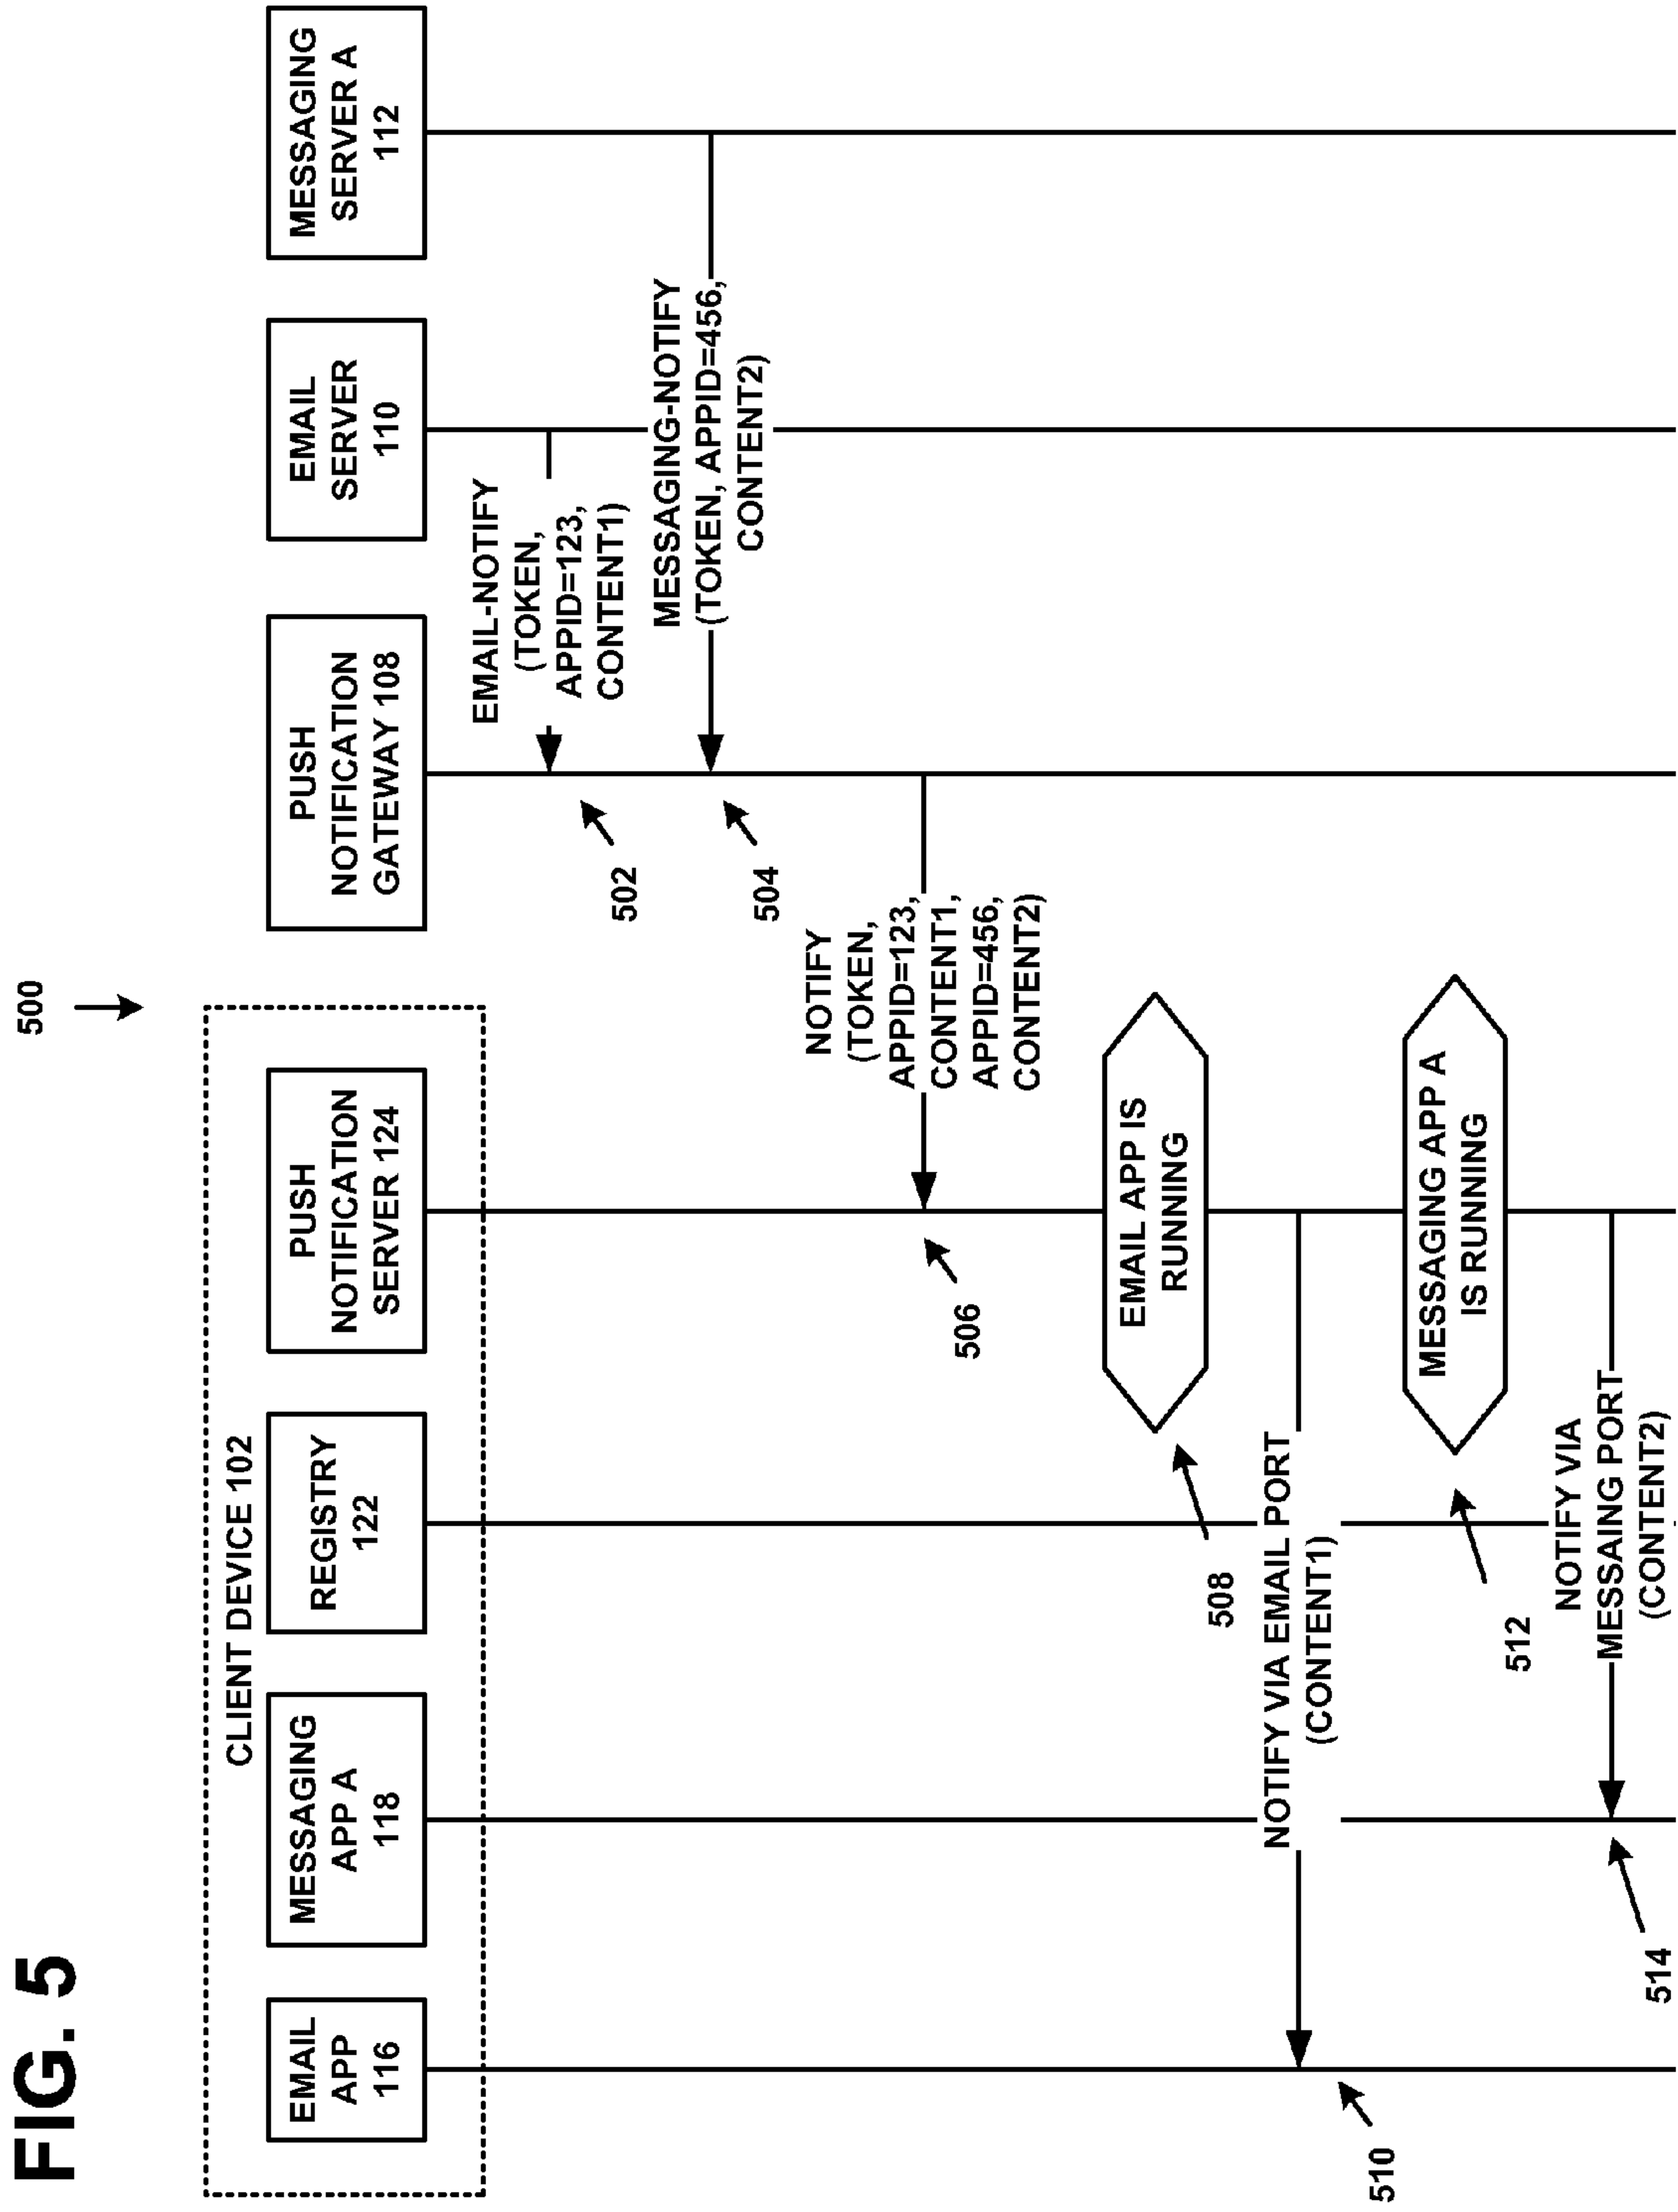 FIG. 5
500
CLIENT DEVICE 102
EMAIL
APP
116
MESSAGING
APP A
118
REGISTRY
122
PUSH
NOTIFICATION
SERVER 124
PUSH
NOTIFICATION
GATEWAY 108
EMAIL
SERVER
110
MESSAGING
SERVER A
112
EMAIL-NOTIFY
(TOKEN,
APPID=123,
CONTENT1)
502
MESSAGING-NOTIFY
(TOKEN, APPID=456,
CONTENT2)
504
NOTIFY
(TOKEN,
APPID=123,
CONTENT1,
APPID=456,
CONTENT2)
506
EMAIL APP IS
RUNNING
508
NOTIFY VIA EMAIL PORT
(CONTENT1)
510
MESSAGING APP A
IS RUNNING
512
NOTIFY VIA
MESSAING PORT
(CONTENT2)
514